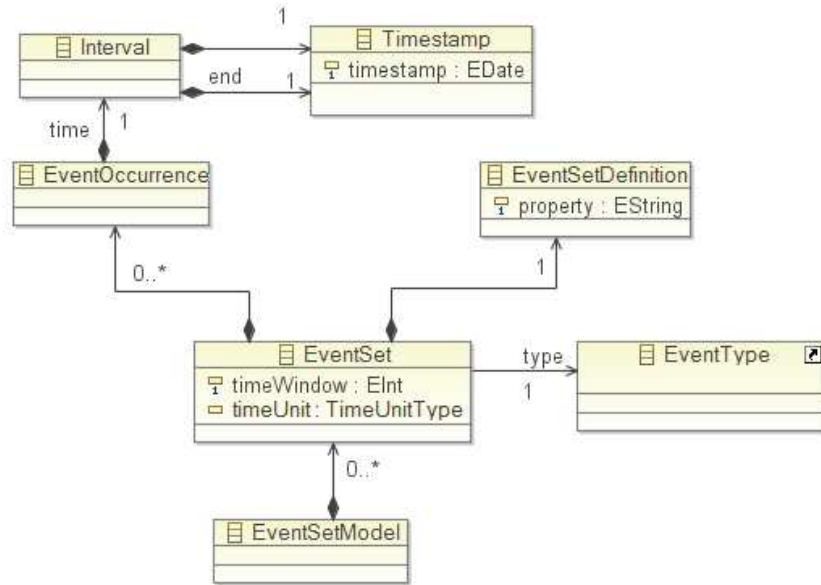 1
Interval
Timestamp
timestamp : EDate
end
1
time
1
EventOccurrence
EventSetDefinition
property : EString
0..*
1
EventSet
timeWindow : EInt
timeUnit : TimeUnitType
type
1
EventType
0..*
EventSetModel